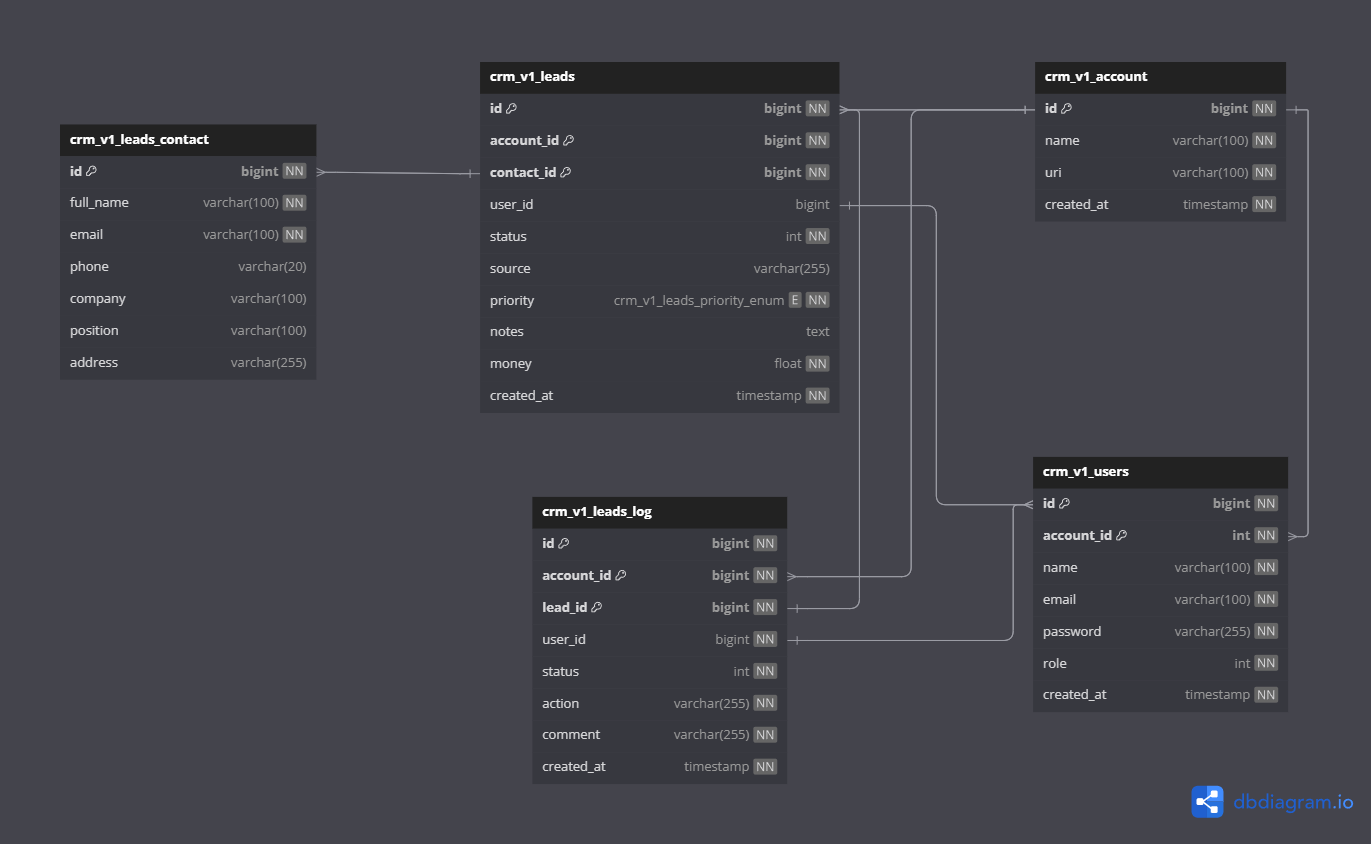 crm_v1_leads_contact
id bigint NN
full_name varchar(100) NN
email varchar(100) NN
phone varchar(20)
company varchar(100)
position varchar(100)
address varchar(255)
crm_v1_leads
id bigint NN
account_id bigint NN
contact_id bigint NN
user_id bigint
status int NN
source varchar(255)
priority crm_v1_leads_priority_enum E NN
notes text
money float NN
created_at timestamp NN
crm_v1_account
id bigint NN
name varchar(100) NN
uri varchar(100) NN
created_at timestamp NN
crm_v1_leads_log
id bigint NN
account_id bigint NN
lead_id bigint NN
user_id bigint NN
status int NN
action varchar(255) NN
comment varchar(255) NN
created_at timestamp NN
crm_v1_users
id bigint NN
account_id int NN
name varchar(100) NN
email varchar(100) NN
password varchar(255) NN
role int NN
created_at timestamp NN
dbdiagram.io